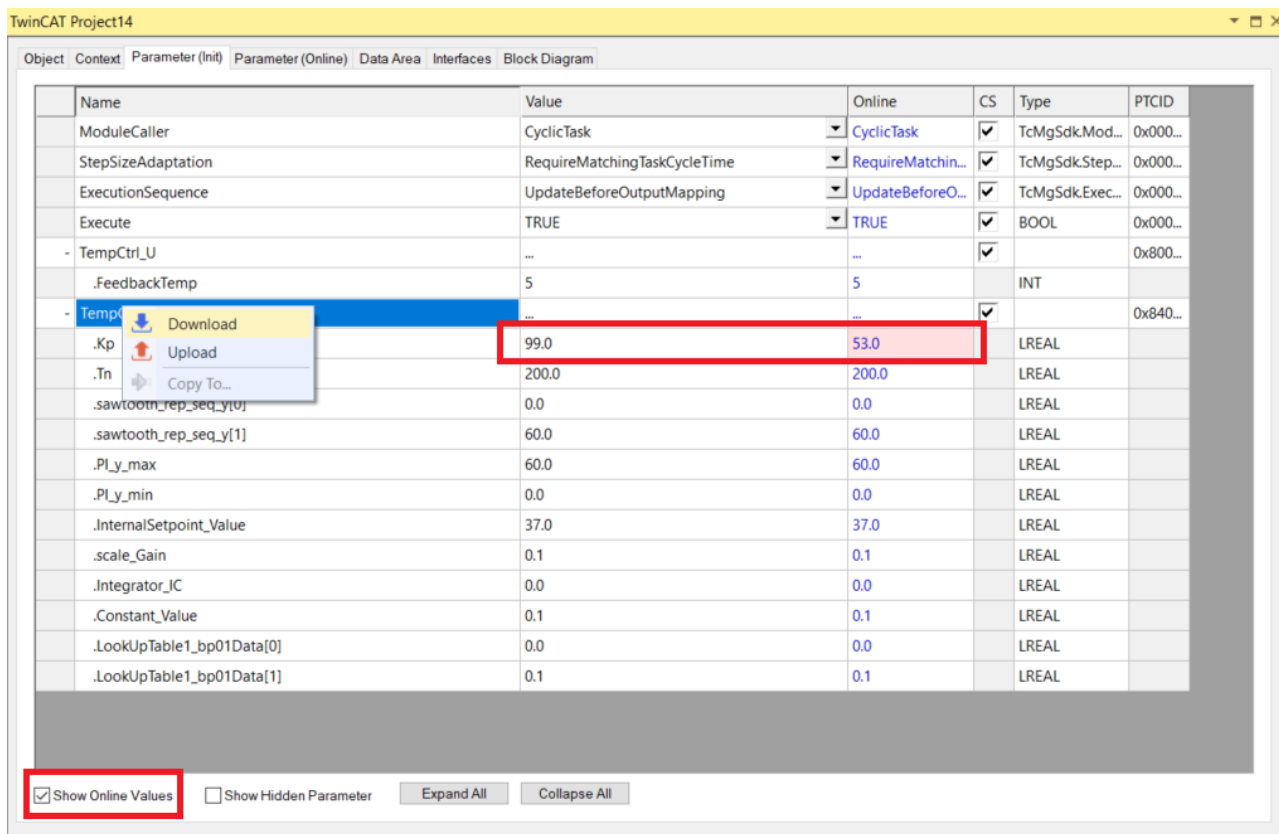 TwinCAT Project14
Object Context Parameter (Init) Parameter (Online) Data Area Interfaces Block Diagram
Name Value Online CS Type PTCID
ModuleCaller CyclicTask CyclicTask TcMgSdk.Mod... 0x000...
StepSizeAdaptation RequireMatchingTaskCycleTime RequireMatchin... TcMgSdk.Step... 0x000...
ExecutionSequence UpdateBeforeOutputMapping UpdateBeforeO... TcMgSdk.Exec... 0x000...
Execute TRUE TRUE BOOL 0x000...
- TempCtrl_U ... ... 0x800...
.FeedbackTemp 5 5 INT
- Temp ... ... 0x840...
Download
.Kp 99.0 53.0 LREAL
Upload
.Tn 200.0 200.0 LREAL
Copy To...
.sawtooth_rep_seq_y[0] 0.0 0.0 LREAL
.sawtooth_rep_seq_y[1] 60.0 60.0 LREAL
.PI_y_max 60.0 60.0 LREAL
.PI_y_min 0.0 0.0 LREAL
.InternalSetpoint_Value 37.0 37.0 LREAL
.scale_Gain 0.1 0.1 LREAL
.Integrator_IC 0.0 0.0 LREAL
.Constant_Value 0.1 0.1 LREAL
.LookUpTable1_bp01Data[0] 0.0 0.0 LREAL
.LookUpTable1_bp01Data[1] 0.1 0.1 LREAL
Show Online Values Show Hidden Parameter Expand All Collapse All